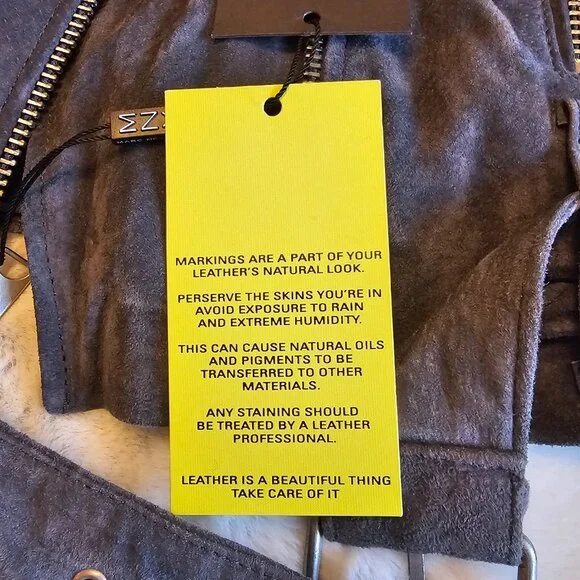 MARKINGS ARE A PART OF YOUR
LEATHER'S NATURAL LOOK.
PERSERVE THE SKINS YOU'RE IN
AVOID EXPOSURE TO RAIN
AND EXTREME HUMIDITY.
THIS CAN CAUSE NATURAL OILS
AND PIGMENTS TO BE
TRANSFERRED TO OTHER
MATERIALS.
ANY STAINING SHOULD
BE TREATED BY A LEATHER
PROFESSIONAL.
LEATHER IS A BEAUTIFUL THING
TAKE CARE OF IT